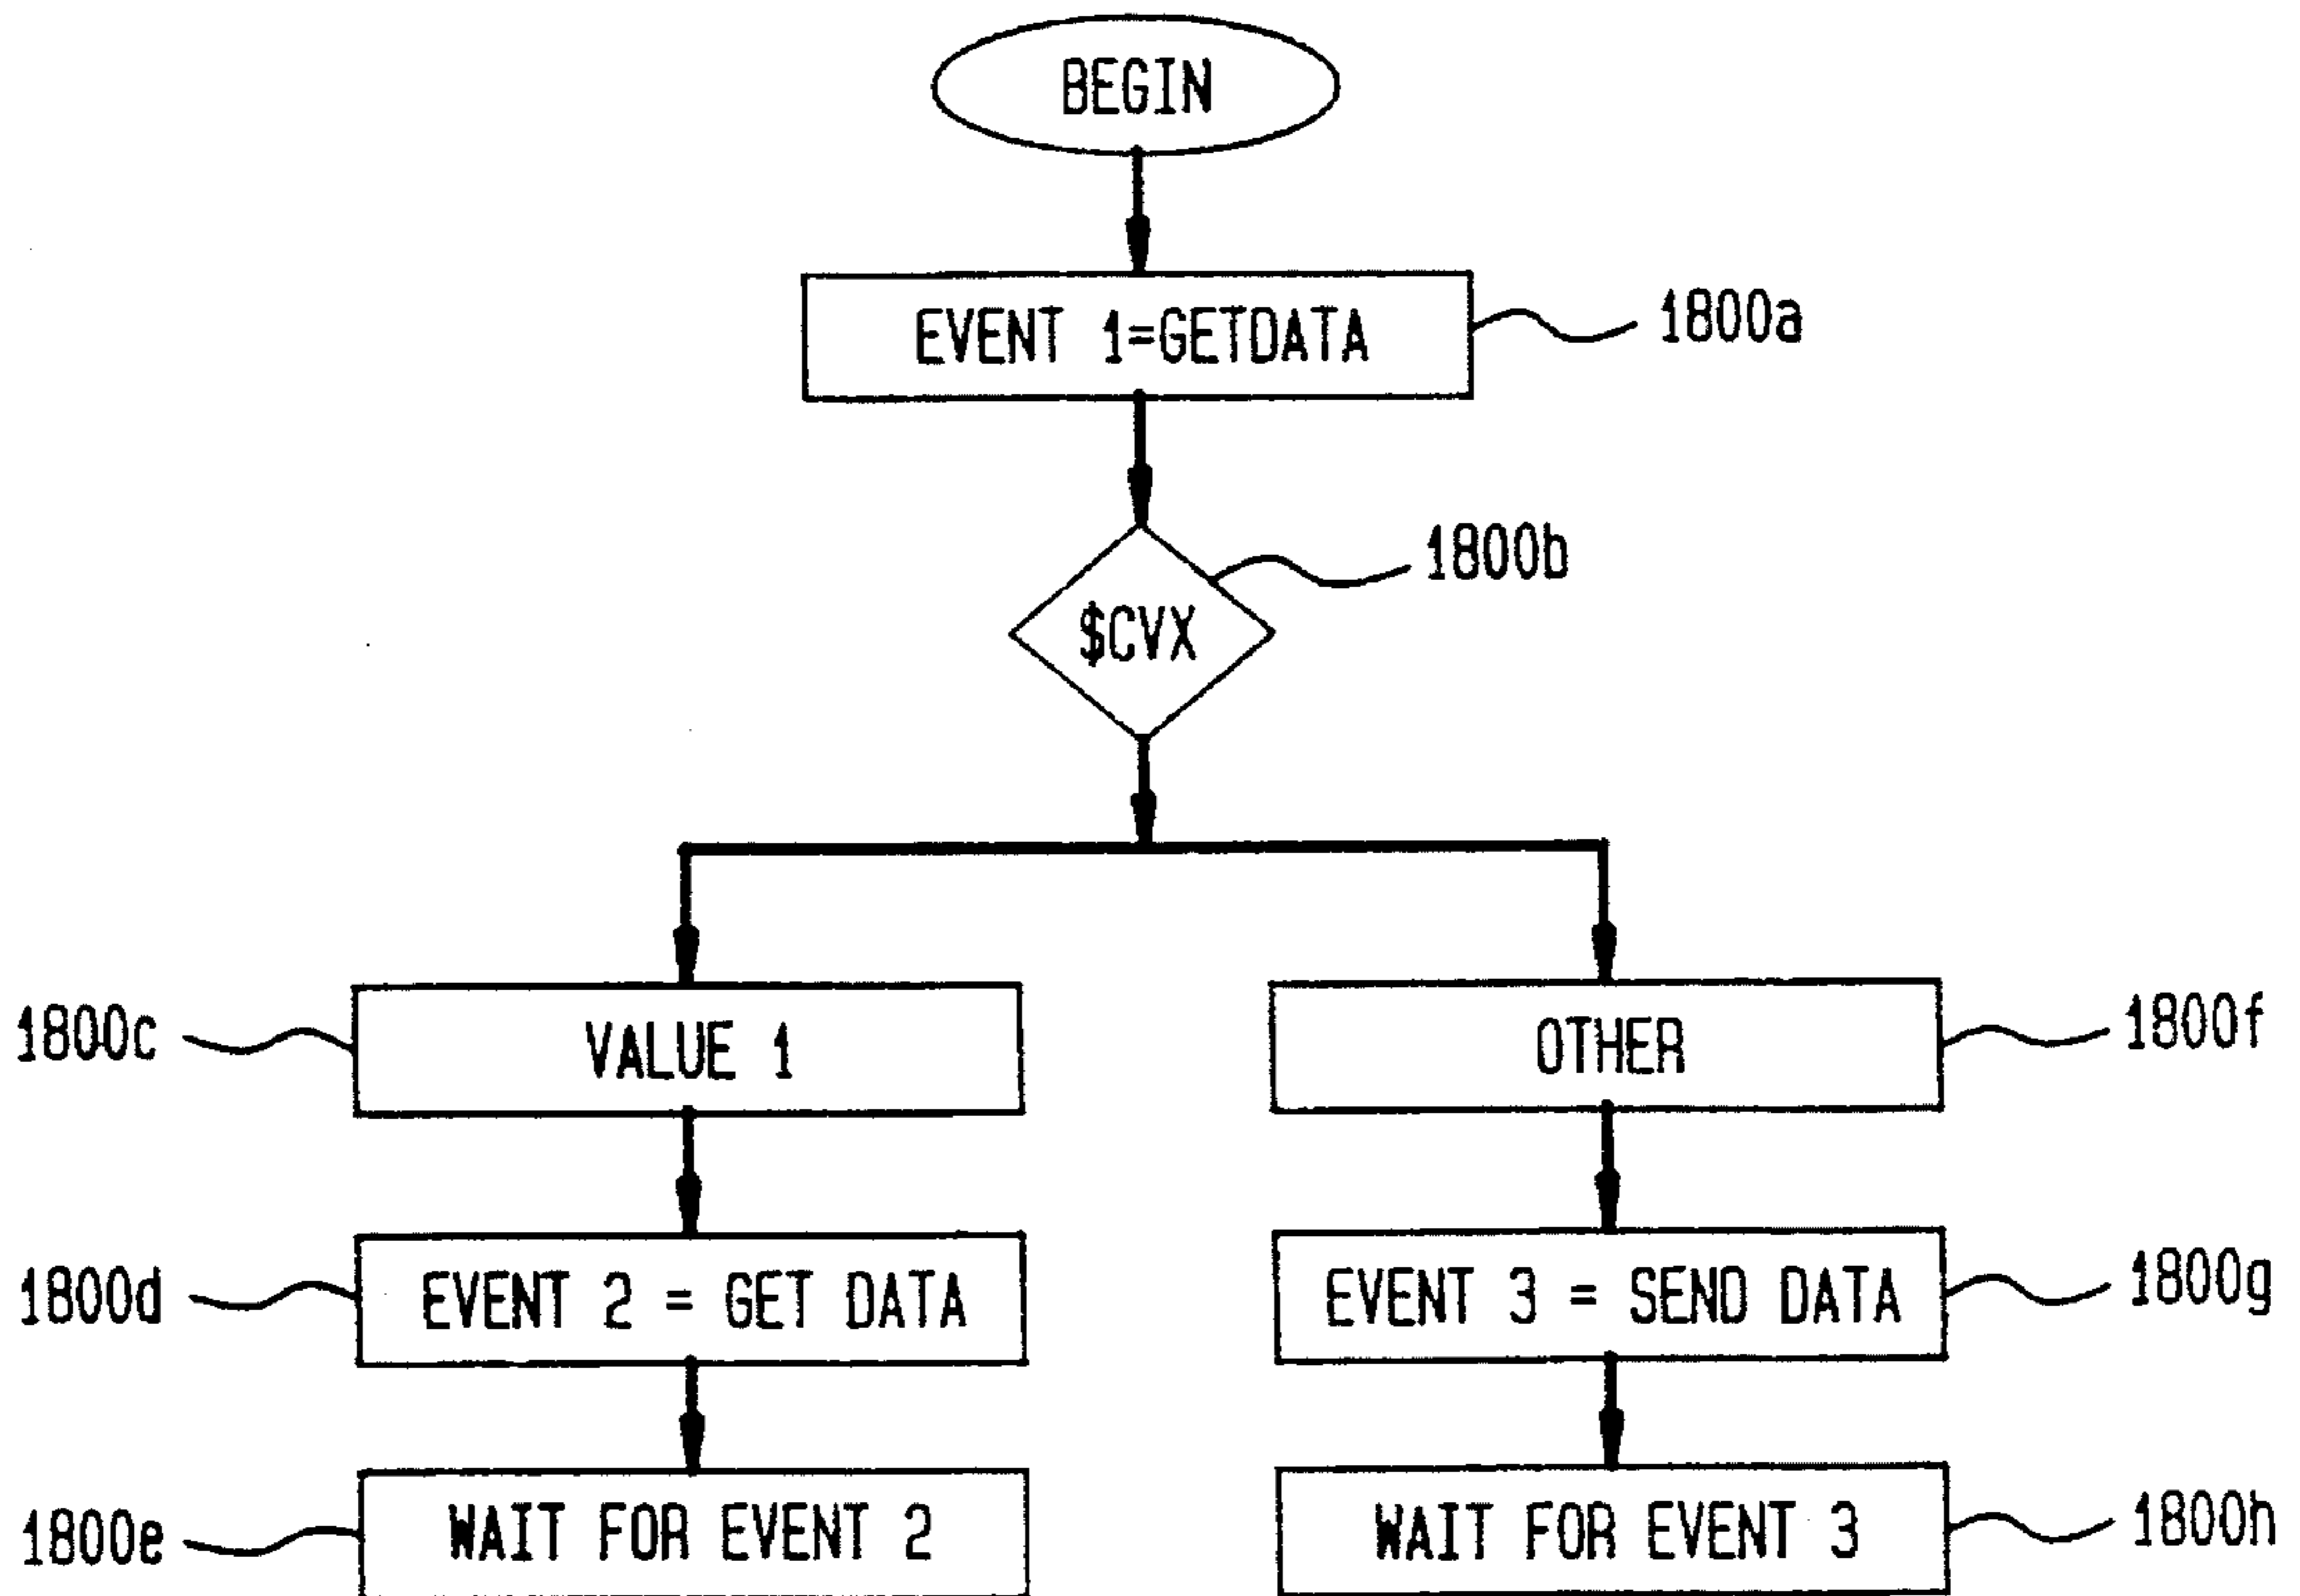 BEGIN
EVENT 1=GETDATA
1800a
1800b
$CVX
1800c
VALUE 1
OTHER
1800f
1800d
EVENT 2 = GET DATA
EVENT 3 = SEND DATA
1800g
1800e
WAIT FOR EVENT 2
WAIT FOR EVENT 3
1800h